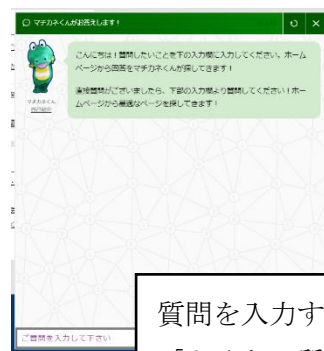 マチカネくんがお答えします！
こんにちは！質問したいことを下の入力欄に入力してください。ホーム
ページから回答をマチカネくんが探してきます！
直接質問がございましたら、下部の入力欄より質問してください！ホー
ムページから最適なページを探してきます！
マチカネくん
自己紹介
ご質問を入力して下さい
質問を入力す